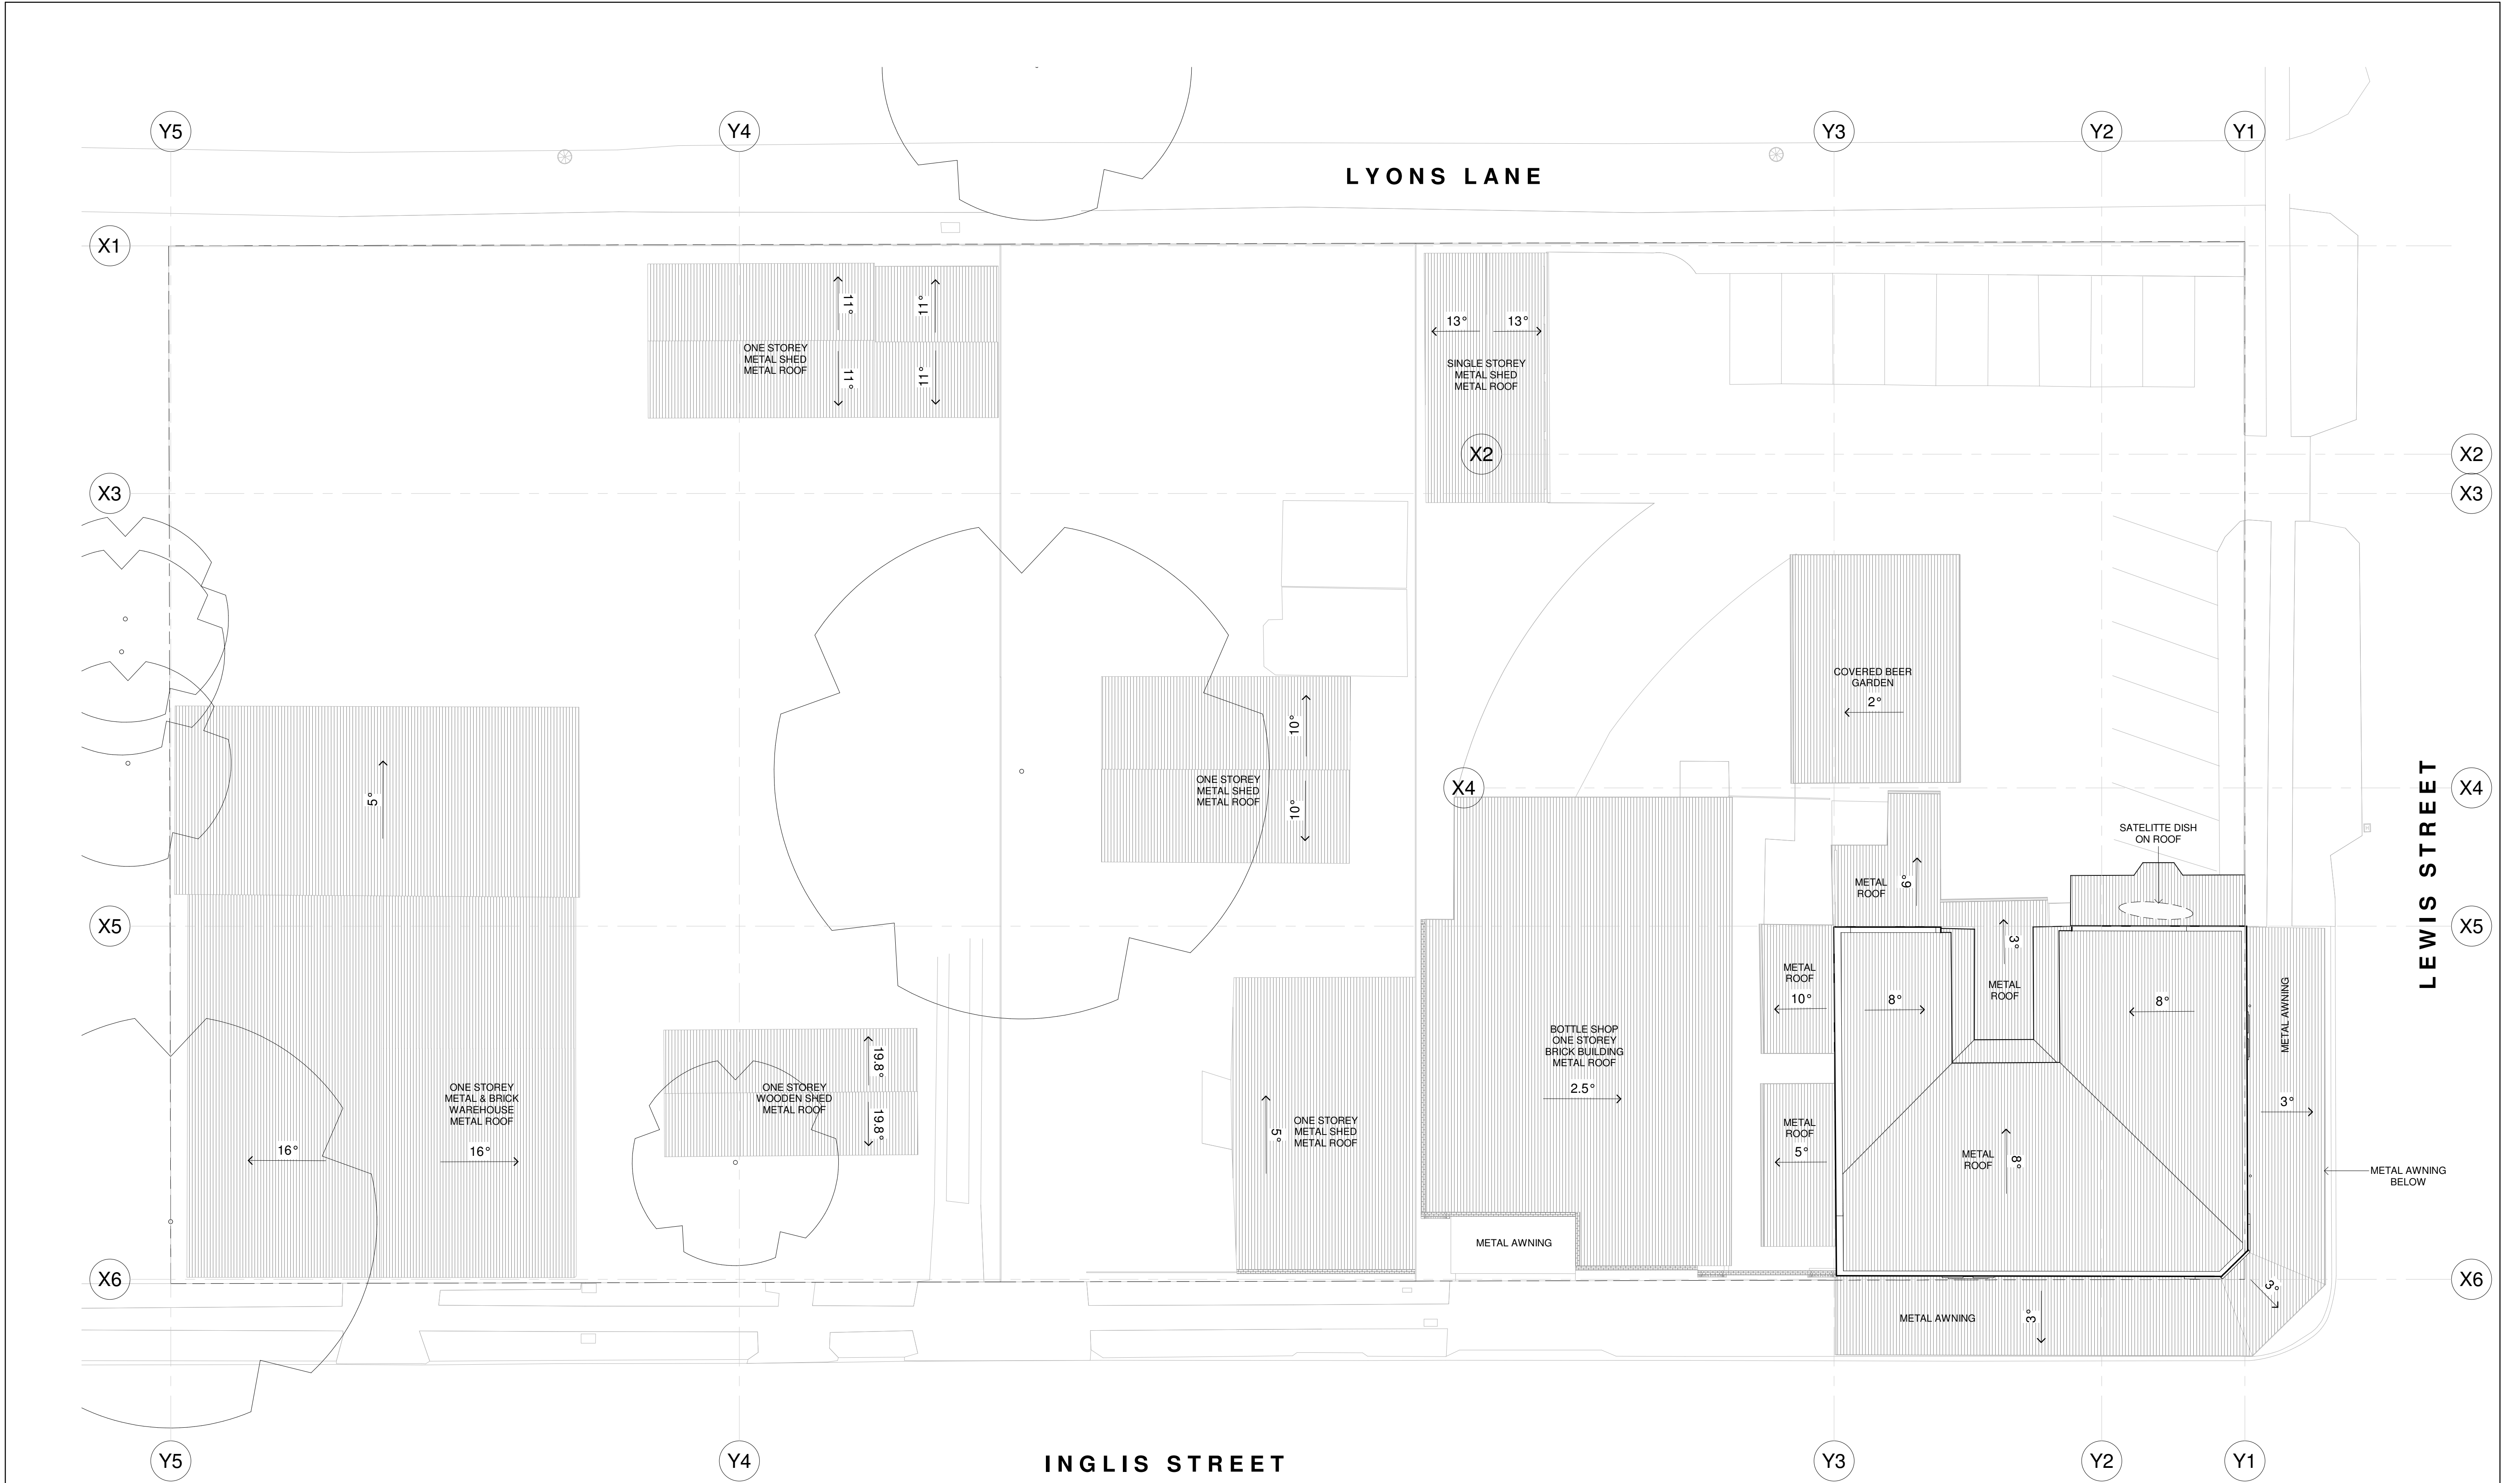 Y5
Y4
Y3
Y2
Y1
LYONS LANE
X1
11°
11°
11°
11°
ONE STOREY
METAL SHED
METAL ROOF
13°
13°
SINGLE STOREY
METAL SHED
METAL ROOF
X2
X2
X3
X3
COVERED BEER
GARDEN
2°
10°
10°
ONE STOREY
METAL SHED
METAL ROOF
5°
X4
X4
LEWIS STREET
SATELITTE DISH
ON ROOF
METAL
ROOF
9°
X5
X5
3°
METAL
ROOF
METAL
ROOF
10°
8°
8°
METAL AWNING
BOTTLE SHOP
ONE STOREY
BRICK BUILDING
METAL ROOF
2.5°
ONE STOREY
METAL & BRICK
WAREHOUSE
METAL ROOF
16°
16°
19.8°
19.8°
ONE STOREY
WOODEN SHED
METAL ROOF
5°
ONE STOREY
METAL SHED
METAL ROOF
METAL
ROOF
5°
METAL
ROOF
8°
3°
METAL AWNING
BELOW
METAL AWNING
X6
X6
METAL AWNING
3°
3°
INGLIS STREET
Y5
Y4
Y3
Y2
Y1